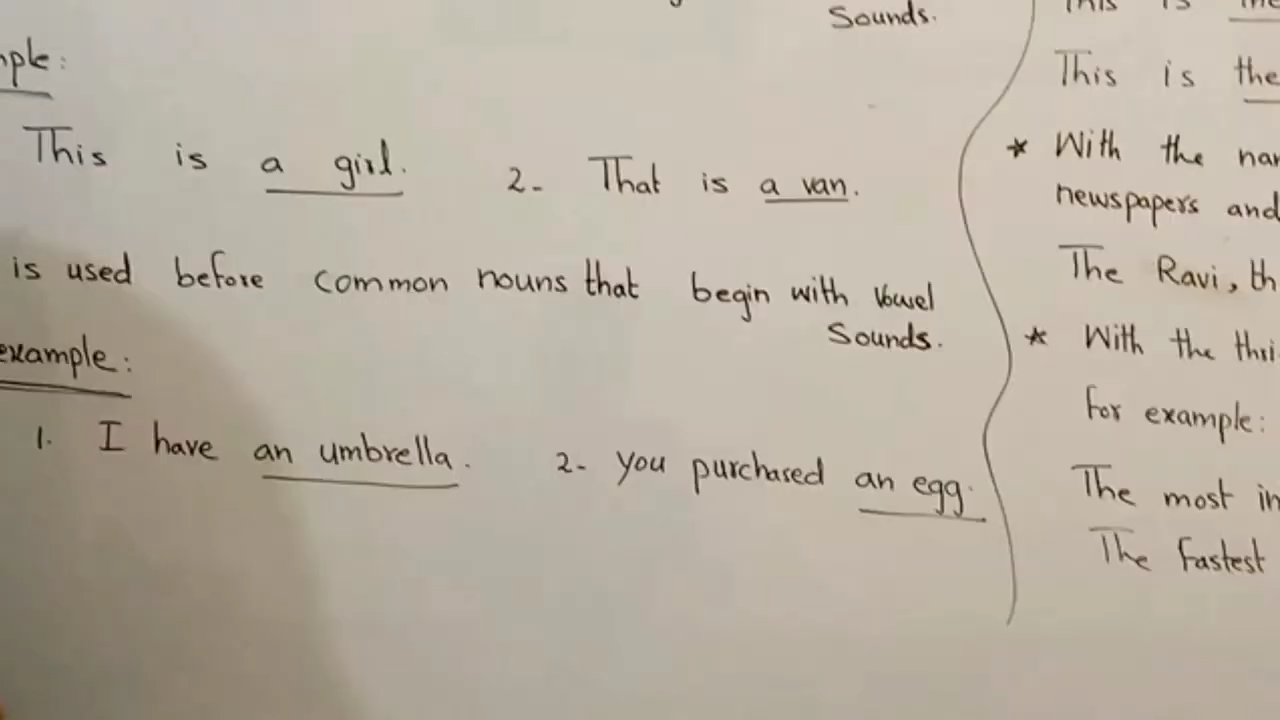 Sounds.
This is a girl. 2- That is a van.
is used before common nouns that begin with vowel
Sounds.
example:
1. I have an umbrella. 2- you purchased an egg.
This is the
This is the
* With the
newspapers and
The Ravi,
* With the
For example:
The most
The fastest